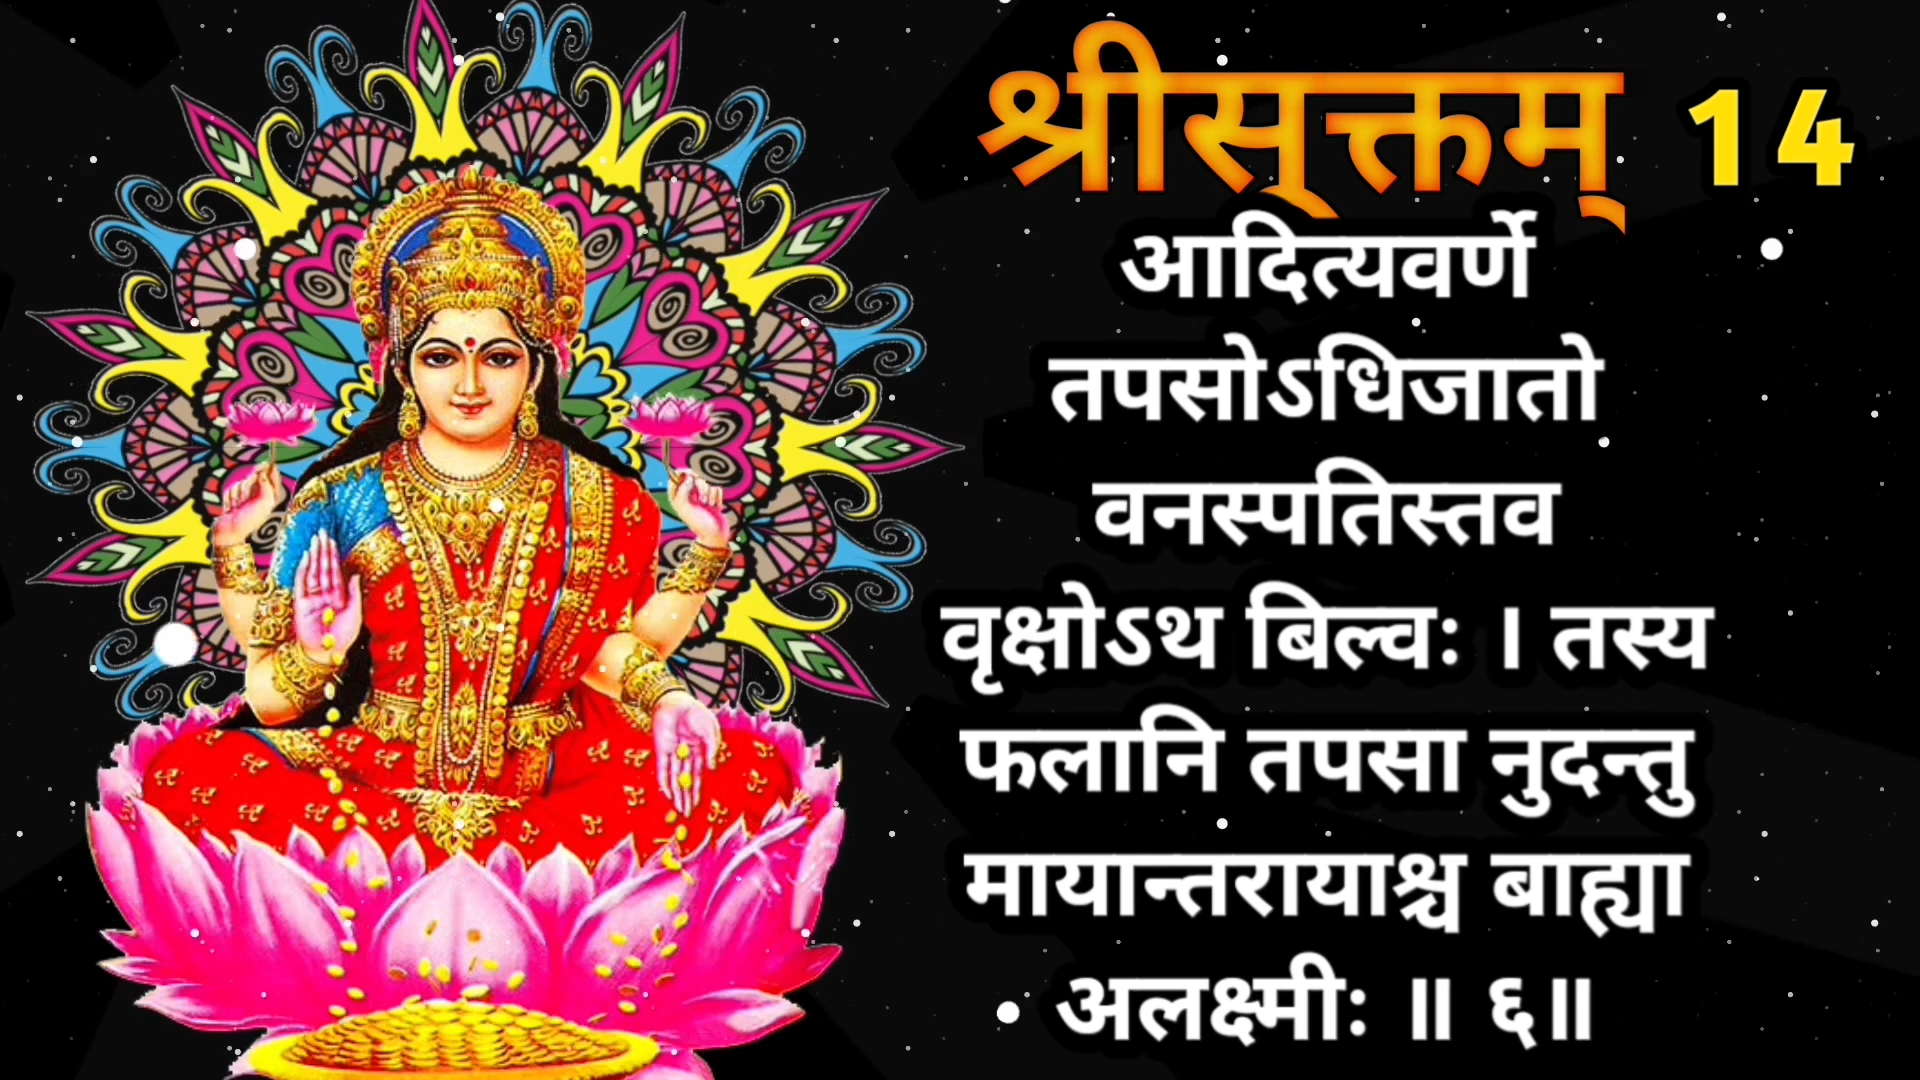 श्रीसूक्तम् 14
आदित्यवर्णे
तपसोऽधिजातो
वनस्पतिस्तव
वृक्षोऽथ बिल्वः । तस्य
फलानि तपसा नुदन्तु
मायान्तरायाश्च बाह्या
अलक्ष्मीः ॥ ६॥